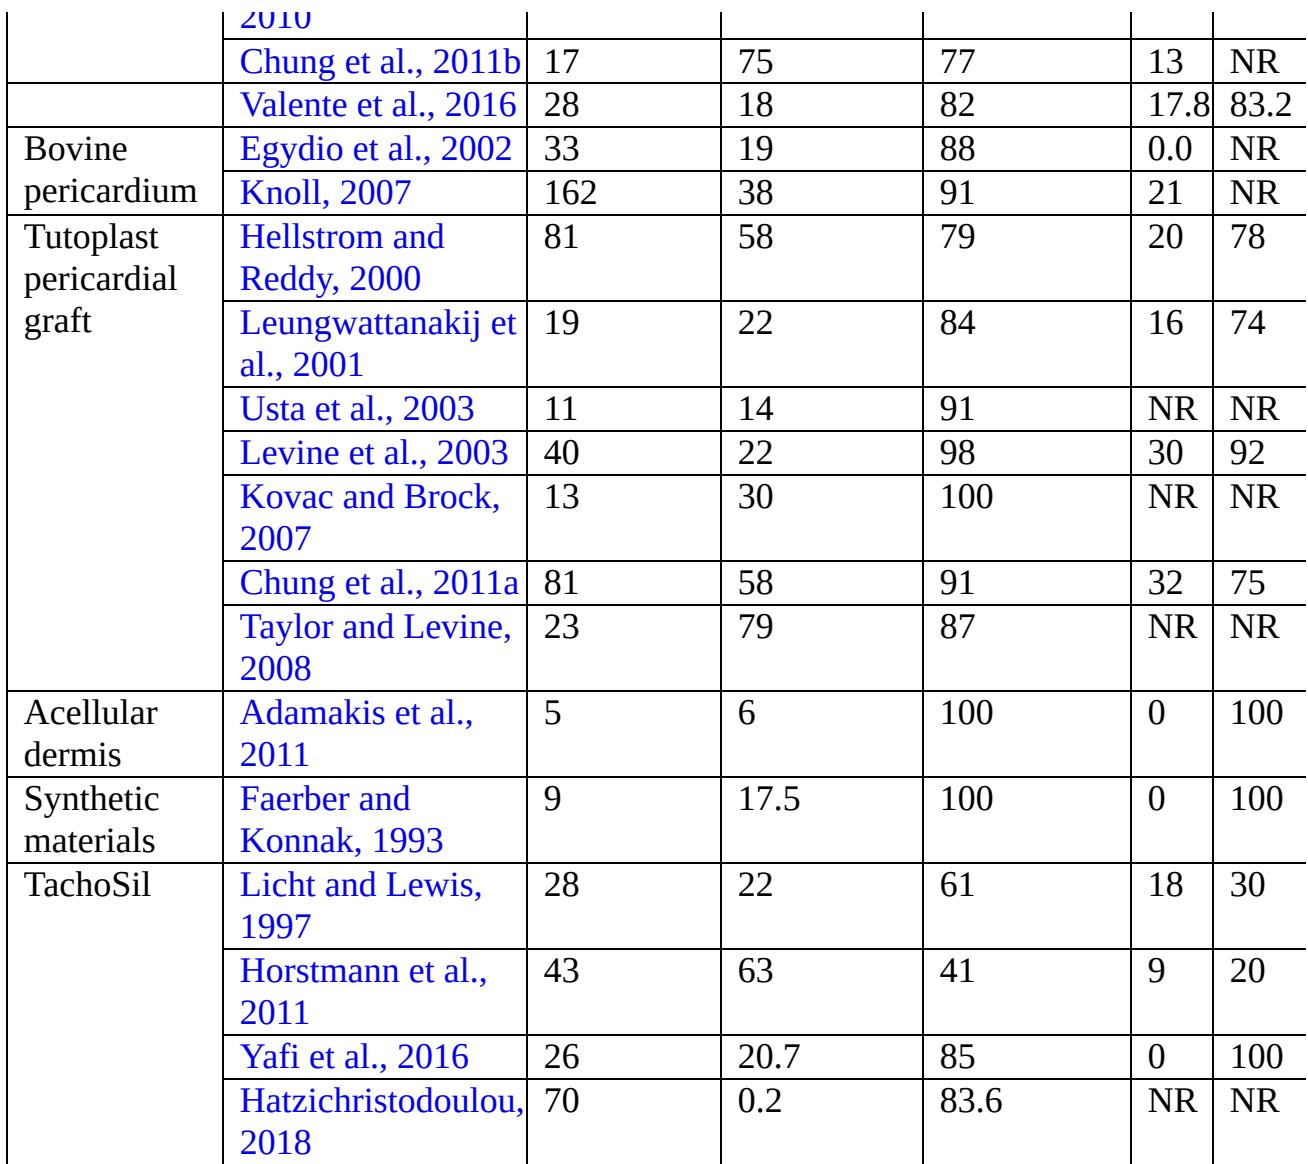 2010
Chung et al., 2011b 17 75 77 13 NR
Valente et al., 2016 28 18 82 17.8 83.2
Bovine Egydio et al., 2002 33 19 88 0.0 NR
pericardium Knoll, 2007 162 38 91 21 NR
Tutoplast Hellstrom and 81 58 79 20 78
pericardial Reddy, 2000
graft Leungwattanakij et 19 22 84 16 74
al., 2001
Usta et al., 2003 11 14 91 NR NR
Levine et al., 2003 40 22 98 30 92
Kovac and Brock, 13 30 100 NR NR
2007
Chung et al., 2011a 81 58 91 32 75
Taylor and Levine, 23 79 87 NR NR
2008
Acellular Adamakis et al., 5 6 100 0 100
dermis 2011
Synthetic Faerber and 9 17.5 100 0 100
materials Konnak, 1993
TachoSil Licht and Lewis, 28 22 61 18 30
1997
Horstmann et al., 43 63 41 9 20
2011
Yafi et al., 2016 26 20.7 85 0 100
Hatzichristodoulou, 70 0.2 83.6 NR NR
2018